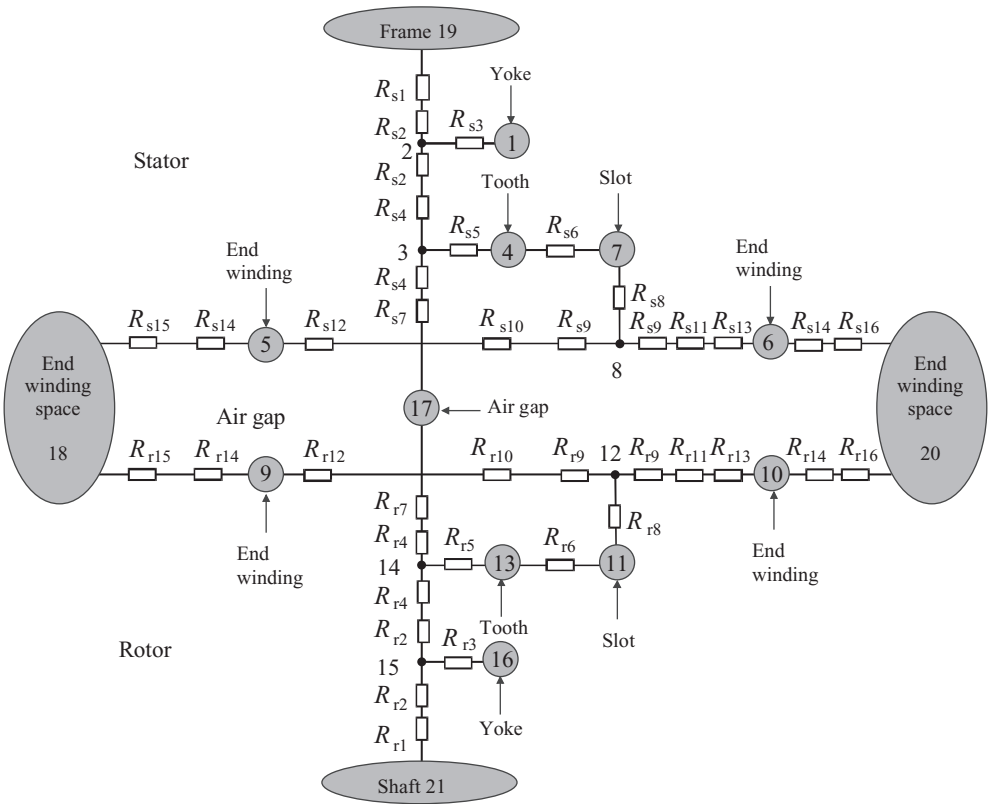 Frame 19
Yoke
R s1
R s2
R s3
1
2
Stator
R s2
Tooth
Slot
R s4
R s5
R s6
3
4
7
End
winding
End
winding
R s4
R s8
R s7
R s15
R s14
R s12
R s10
R s9
R s9
R s11
R s13
R s14
R s16
5
6
8
End
winding
space
18
17
Air gap
Air gap
End
winding
space
20
R r15
R r14
R r12
R r10
R r9
12
R r9
R r11
R r13
R r14
R r16
9
10
R r7
R r8
R r4
R r5
R r6
14
13
11
End
winding
End
winding
R r4
Tooth
Slot
R r2
R r3
Rotor
15
16
R r2
Yoke
R r1
Shaft 21